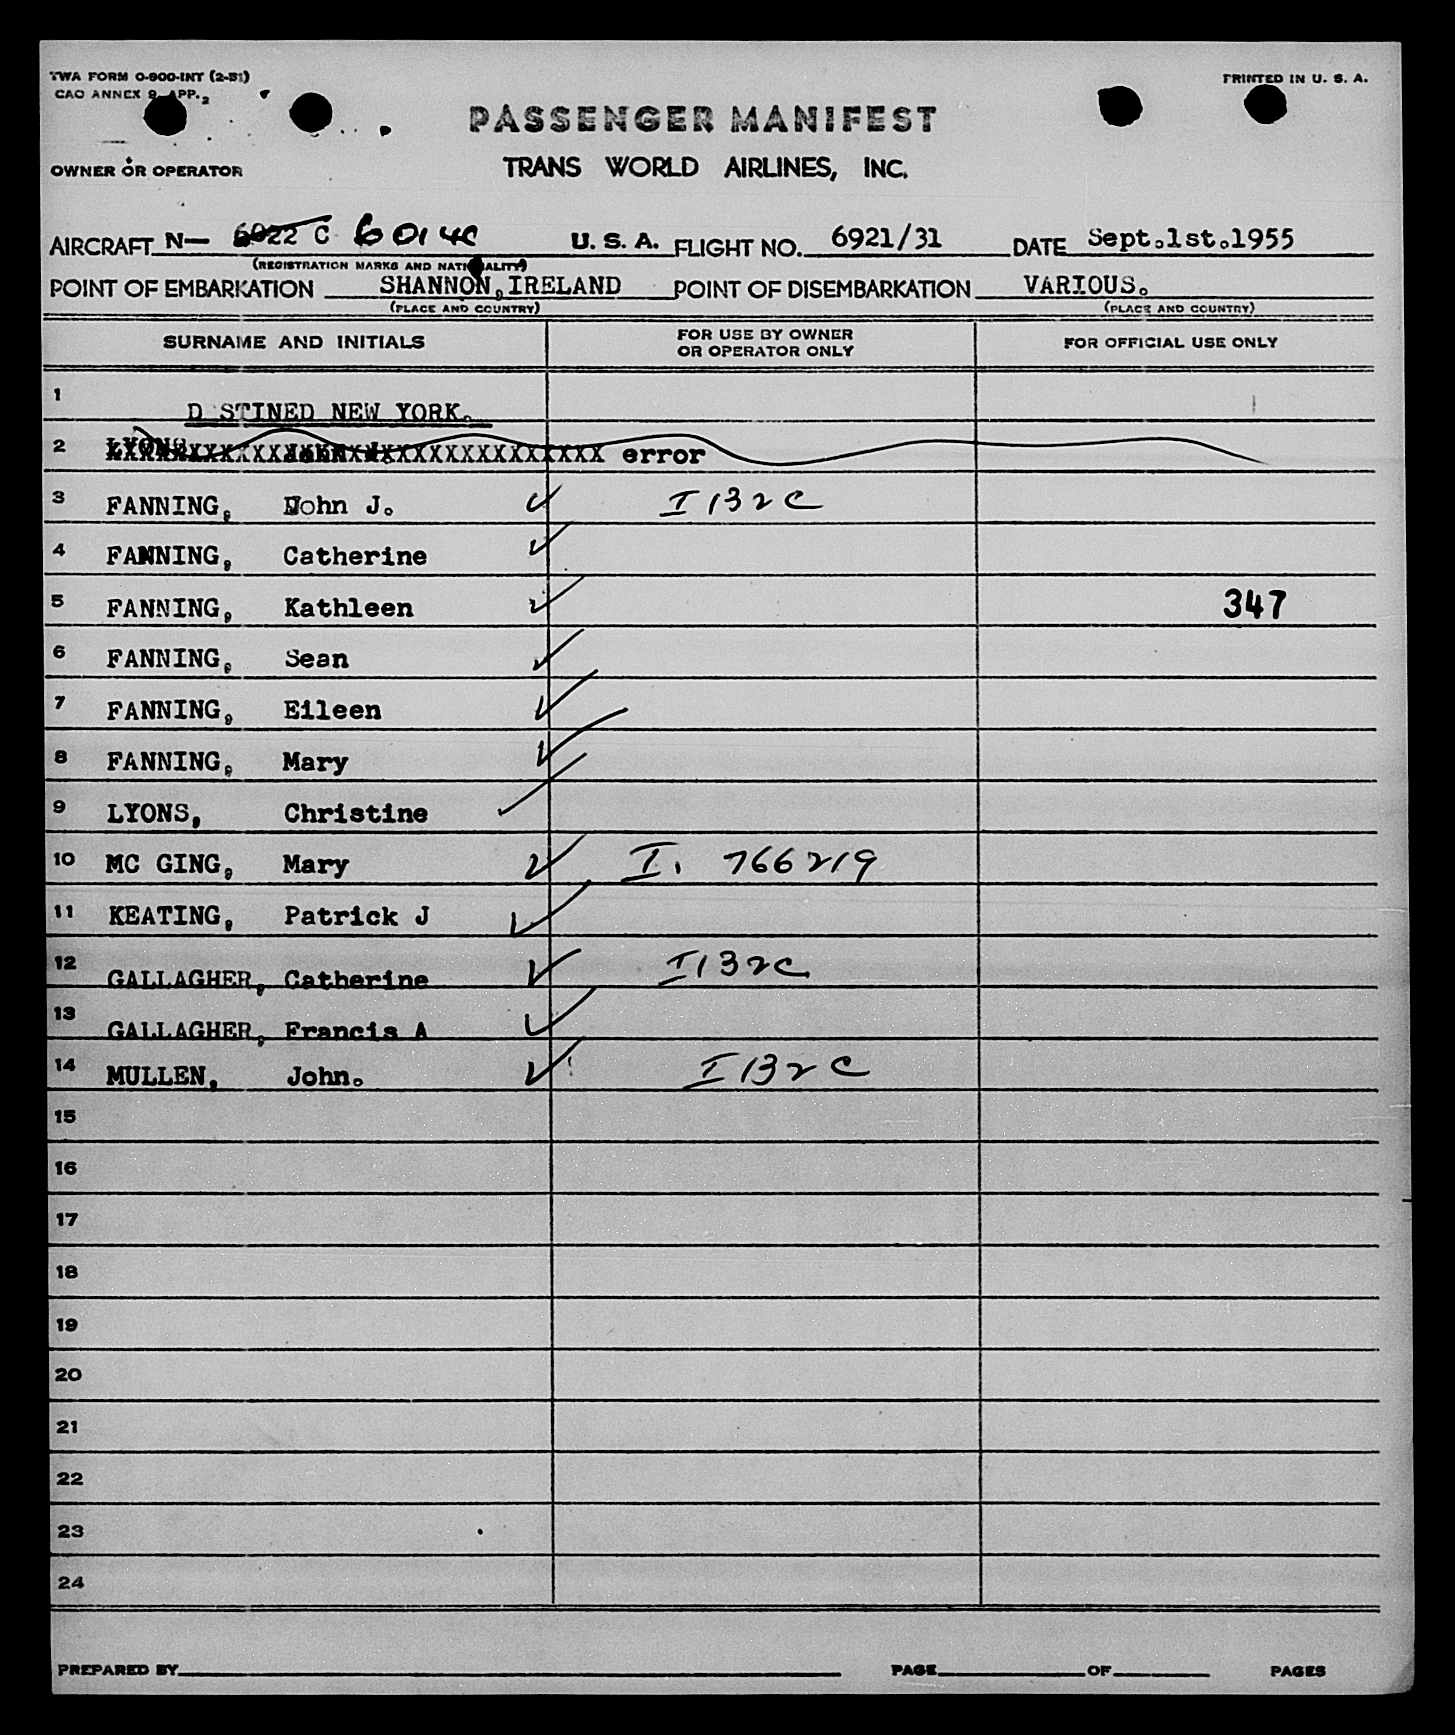 TWA FORM O-900-INT (2-51)
PRINTED IN U. S. A.
CAO ANNEX 9 APP. 2
PASSENGER MANIFEST
OWNER OR OPERATOR
TRANS WORLD AIRLINES, INC.
AIRCRAFT N— 6022 C 6014C U. S. A. FLIGHT NO. 6921/31 DATE Sept.1st.1955
(REGISTRATION MARKS AND NATIONALITY)
POINT OF EMBARKATION SHANNON,IRELAND POINT OF DISEMBARKATION VARIOUS.
(PLACE AND COUNTRY) (PLACE AND COUNTRY)
SURNAME AND INITIALS FOR USE BY OWNER OR OPERATOR ONLY FOR OFFICIAL USE ONLY
1 D STINED NEW YORK.
2 LYONS John J. error
3 FANNING, John J. ✓ I 132C
4 FANNING, Catherine ✓
5 FANNING, Kathleen ✓ 347
6 FANNING, Sean ✓
7 FANNING, Eileen ✓
8 FANNING, Mary ✓
9 LYONS, Christine ✓
10 MC GING, Mary ✓ I. 766219
11 KEATING, Patrick J ✓
12 GALLAGHER, Catherine ✓ I132C
13 GALLAGHER, Francis A ✓
14 MULLEN, John. ✓ I 132C
15
16
17
18
19
20
21
22
23
24
PREPARED BY PAGE OF PAGES